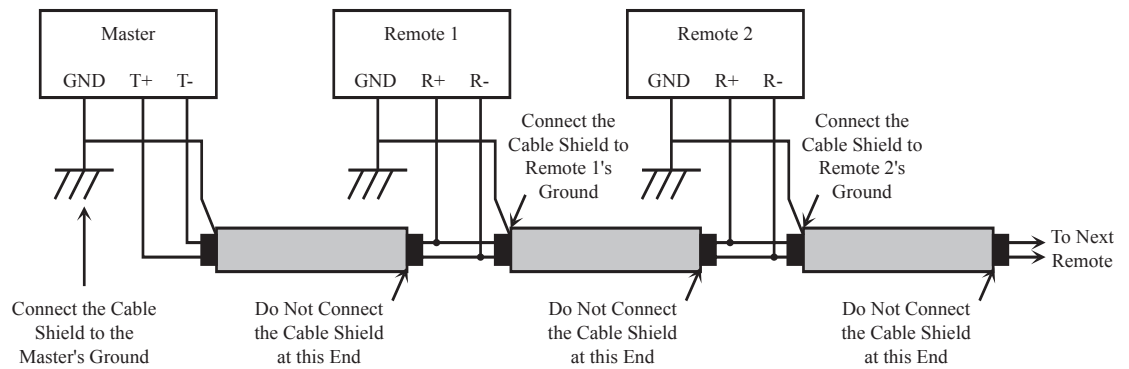 Master
GND T+ T-
Remote 1
GND R+ R-
Remote 2
GND R+ R-
Connect the
Cable Shield to
Remote 1's
Ground
Connect the
Cable Shield to
Remote 2's
Ground
To Next
Remote
Connect the Cable
Shield to the
Master's Ground
Do Not Connect
the Cable Shield
at this End
Do Not Connect
the Cable Shield
at this End
Do Not Connect
the Cable Shield
at this End